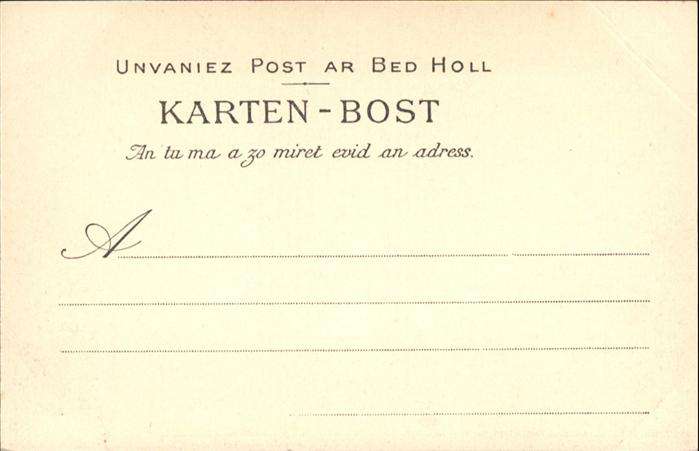 UNVANIEZ POST AR BED HOLL
KARTEN-BOST
An tu ma a zo miret evid an adress.
A